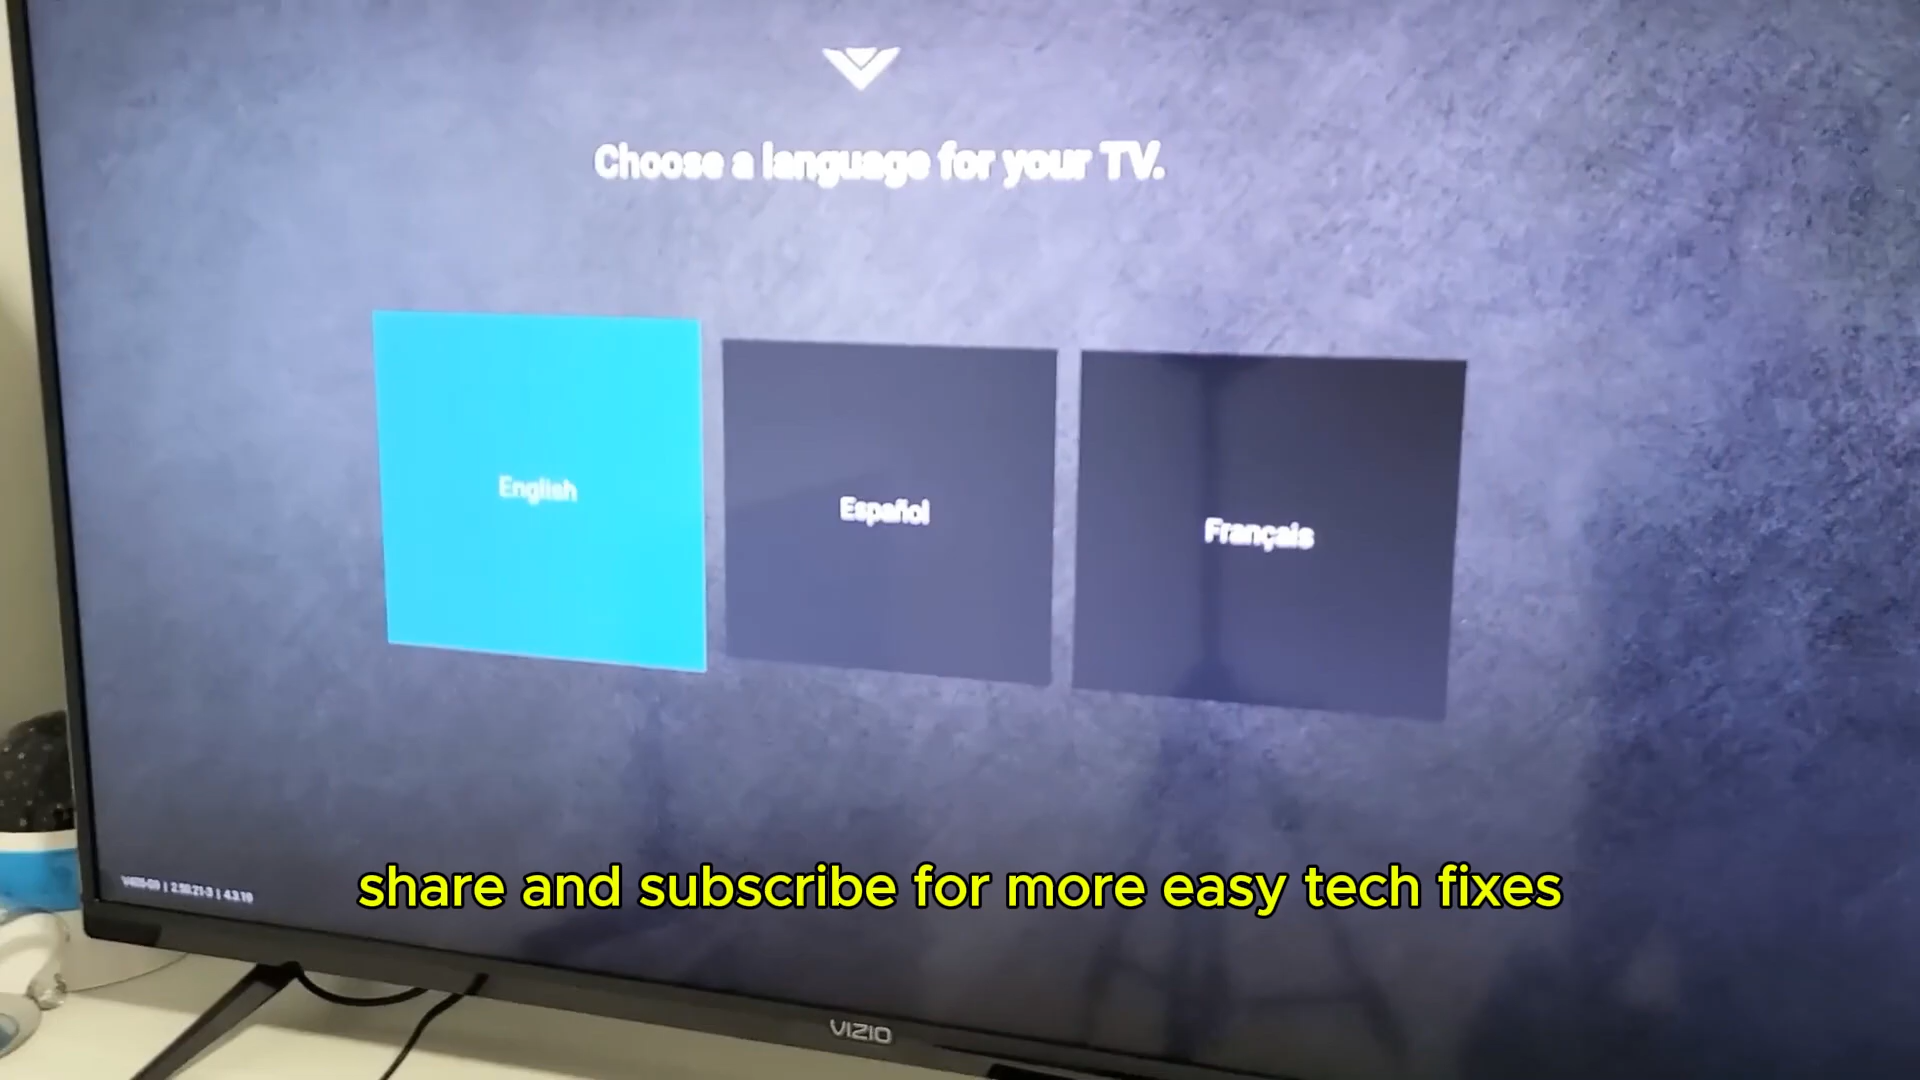 Choose a language for your TV.
English
Español
Français
share and subscribe for more easy tech fixes
VIZIO